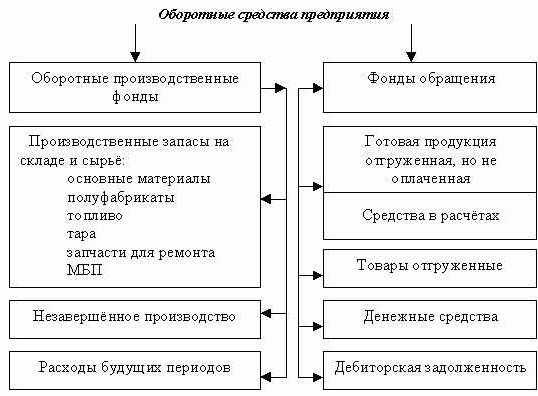 Оборотные средства предприятия
Оборотные производственные
фонды
Производственные запасы на
складе и сырьё:
основные материалы
полуфабрикаты
топливо
тара
запчасти для ремонта
МБП
Незавершённое производство
Расходы будущих периодов
Фонды обращения
Готовая продукция
отгруженная, но не
оплаченная
Средства в расчётах
Товары отгруженные
Денежные средства
Дебиторская задолженность